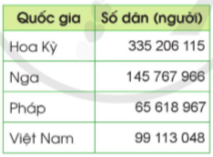 Quốc gia Số dân (người)
Hoa Kỳ 335 206 115
Nga 145 767 966
Pháp 65 618 967
Việt Nam 99 113 048